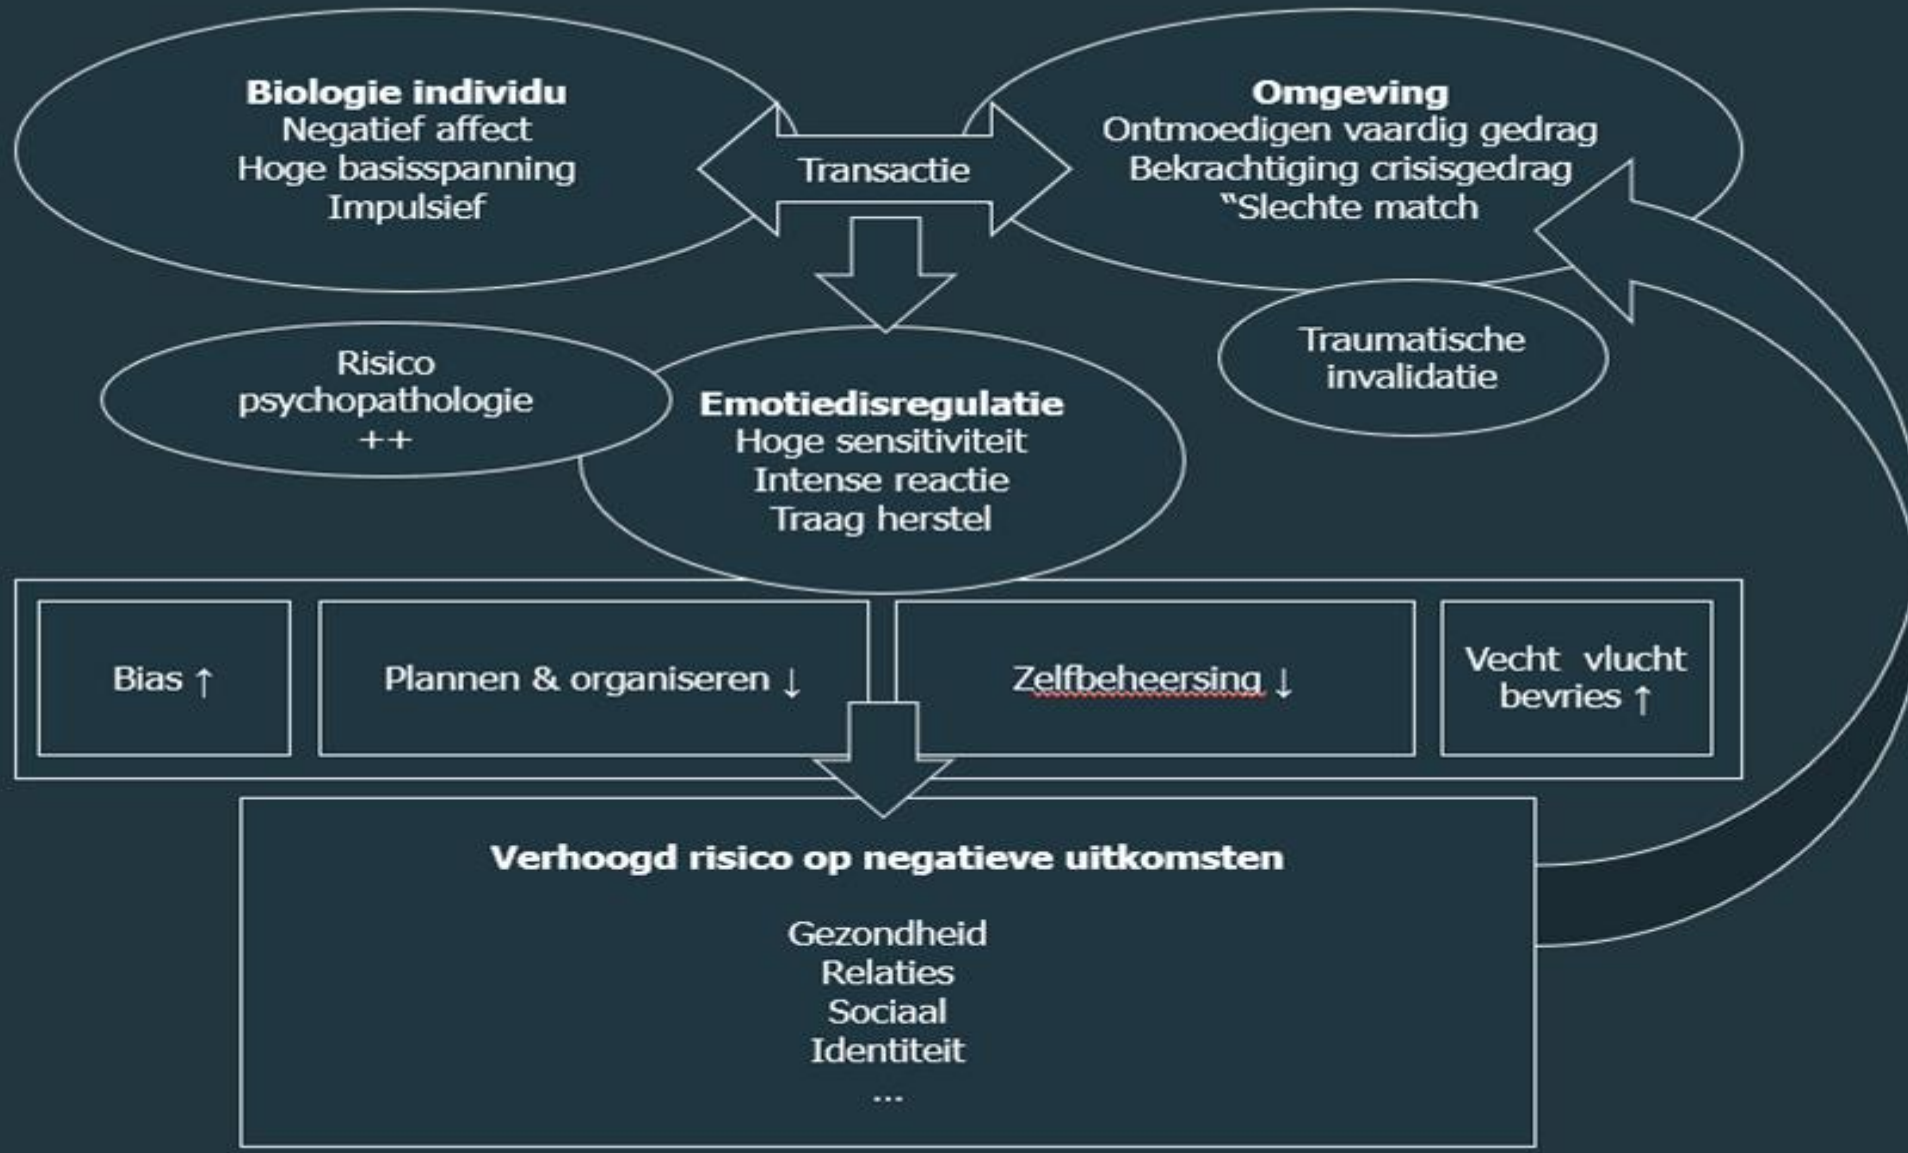 Biologie individu
Negatief affect
Hoge basisspanning
Impulsief
Transactie
Omgeving
Ontmoedigen vaardig gedrag
Bekrachtiging crisisgedrag
“Slechte match
Risico
psychopathologie
++
Emotiedisregulatie
Hoge sensitiviteit
Intense reactie
Traag herstel
Traumatische
invalidatie
Bias ↑
Plannen & organiseren ↓
Zelfbeheersing ↓
Vecht vlucht
bevries ↑
Verhoogd risico op negatieve uitkomsten
Gezondheid
Relaties
Sociaal
Identiteit
...